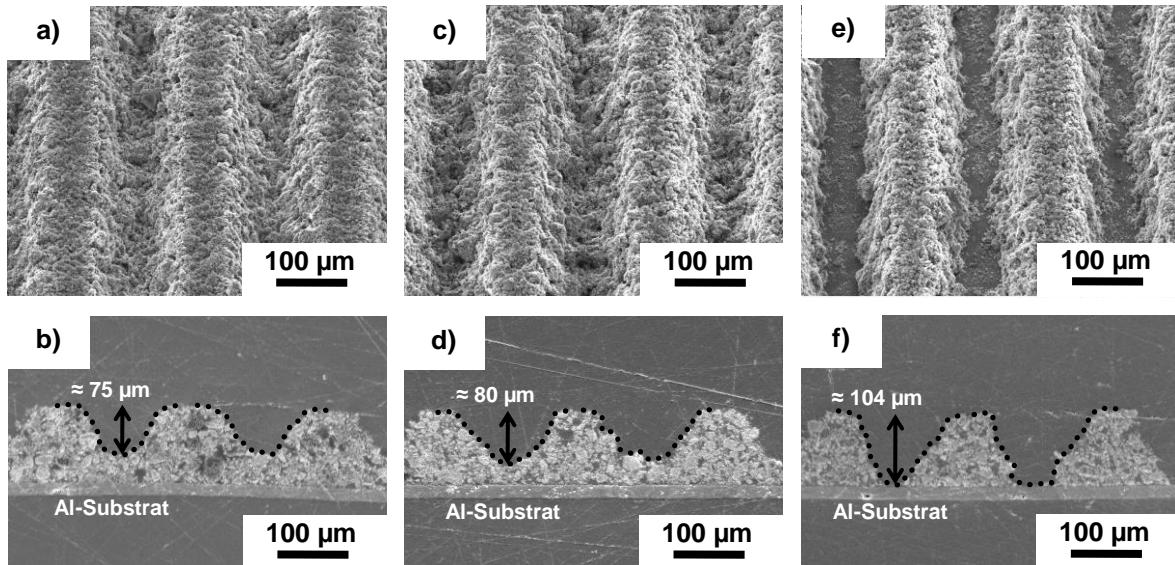 a)
c)
e)
100 µm
100 µm
100 µm
b)
d)
f)
≈ 75 µm
≈ 80 µm
≈ 104 µm
Al-Substrat
Al-Substrat
Al-Substrat
100 µm
100 µm
100 µm